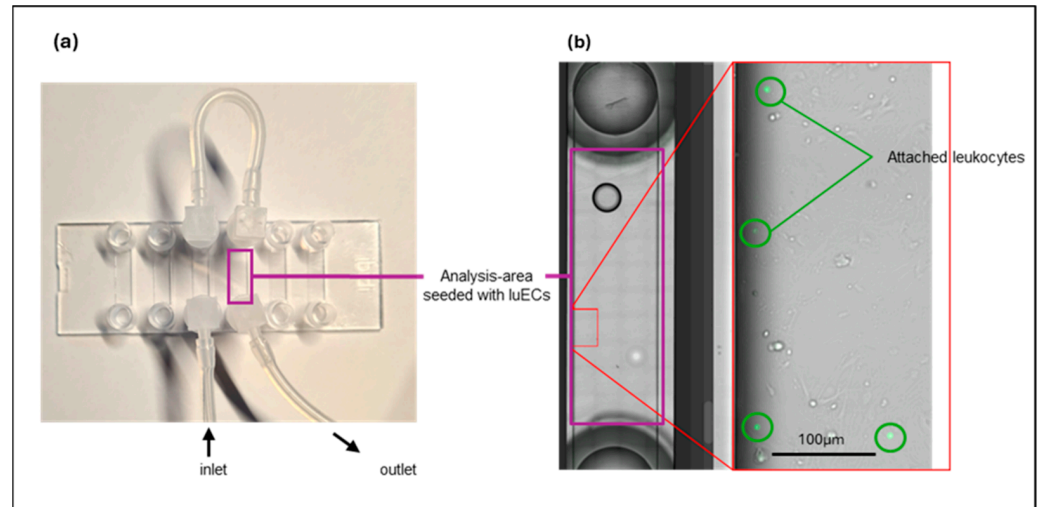 (a)
(b)
Attached leukocytes
Analysis-area
seeded with luECs
100µm
inlet
outlet